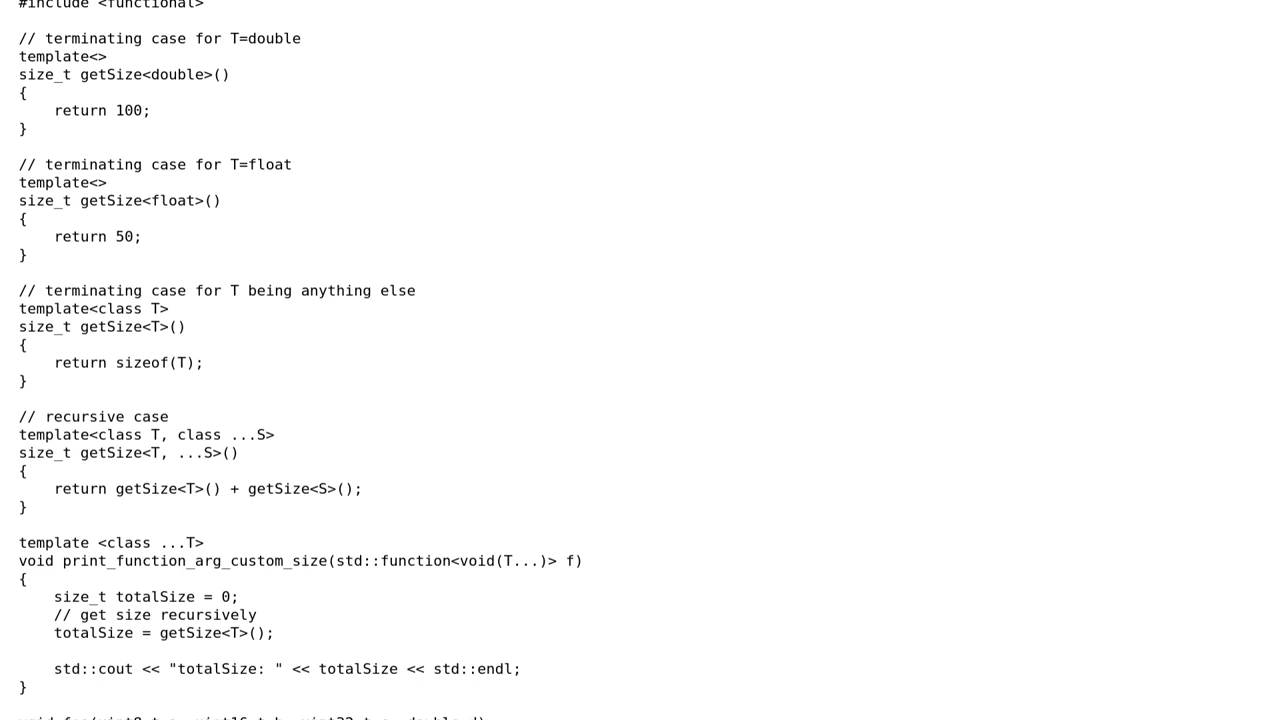 #include <functional>
// terminating case for T=double
template<>
size_t getSize<double>()
{
    return 100;
}
// terminating case for T=float
template<>
size_t getSize<float>()
{
    return 50;
}
// terminating case for T being anything else
template<class T>
size_t getSize<T>()
{
    return sizeof(T);
}
// recursive case
template<class T, class ...S>
size_t getSize<T, ...S>()
{
    return getSize<T>() + getSize<S>();
}
template <class ...T>
void print_function_arg_custom_size(std::function<void(T...)> f)
{
    size_t totalSize = 0;
    // get size recursively
    totalSize = getSize<T>();
    std::cout << "totalSize: " << totalSize << std::endl;
}